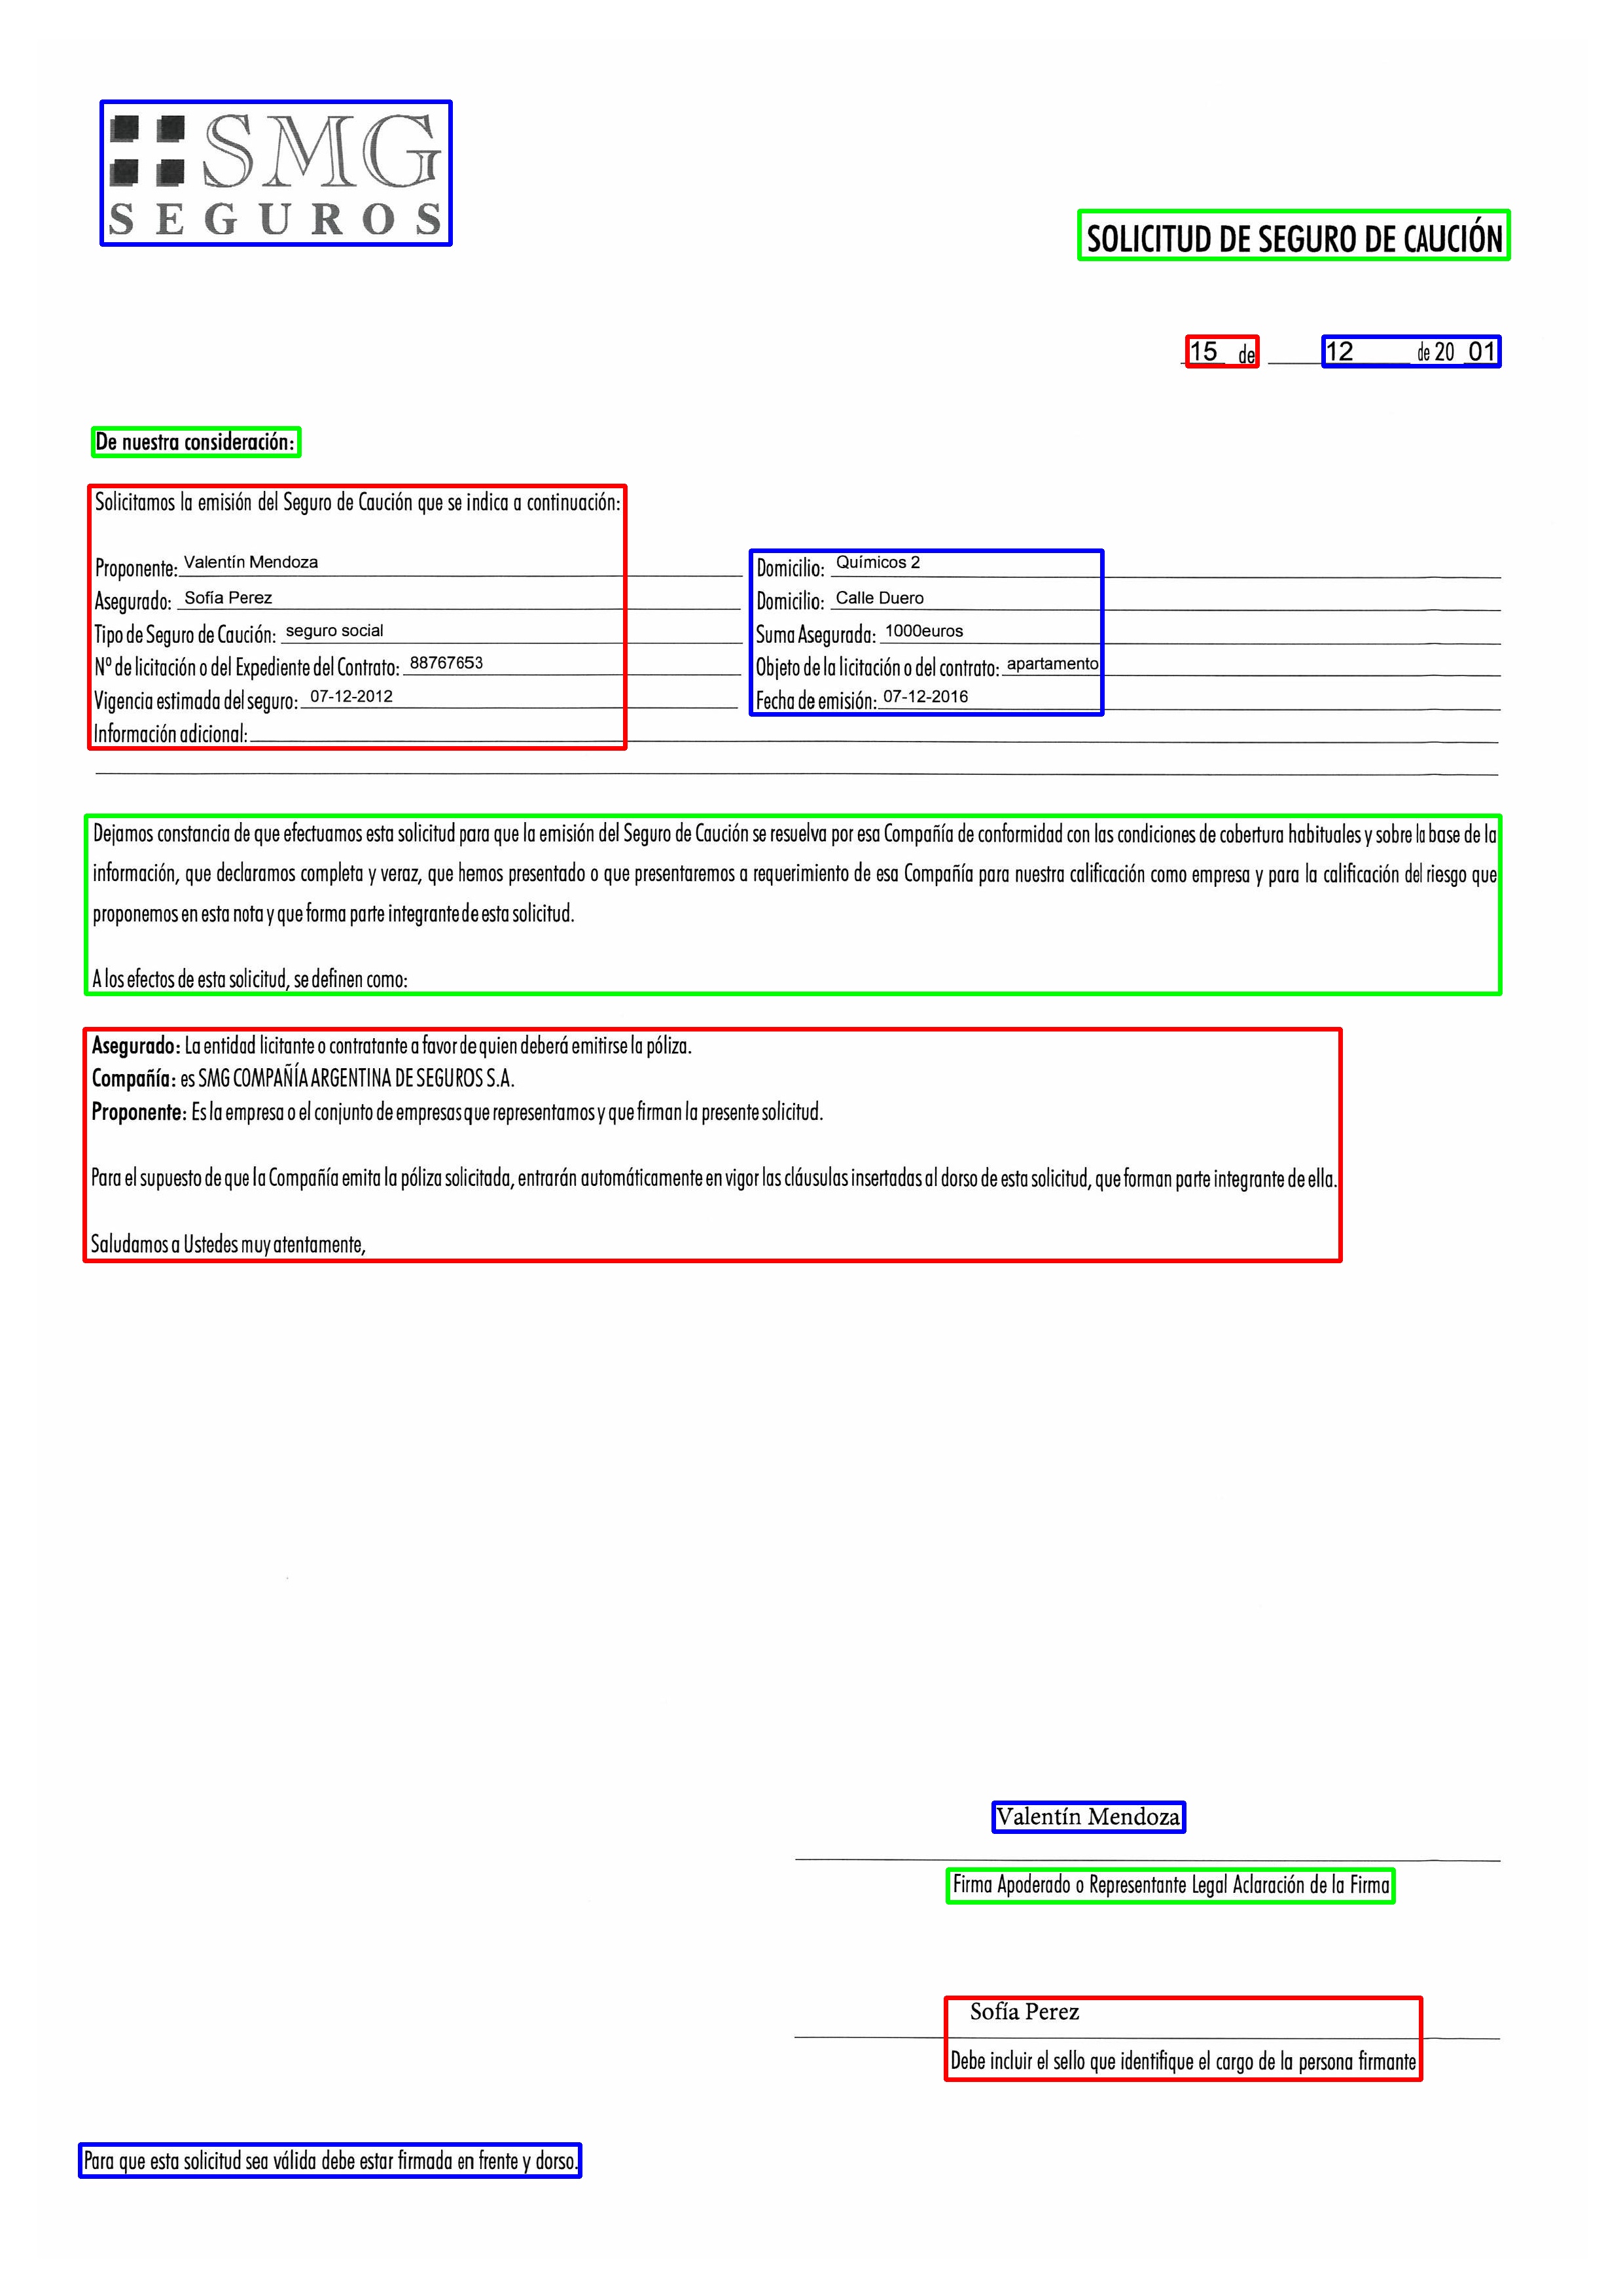 SMG
SEGUROS
SOLICITUD DE SEGURO DE CAUCIÓN
15 de 12 de 20 01
De nuestra consideración:
Solicitamos la emisión del Seguro de Caución que se indica a continuación:
Proponente: Valentín Mendoza Domicilio: Químicos 2
Asegurado: Sofía Perez Domicilio: Calle Duero
Tipo de Seguro de Caución: seguro social Suma Asegurada: 1000euros
Nº de licitación o del Expediente del Contrato: 88767653 Objeto de la licitación o del contrato: apartamento
Vigencia estimada del seguro: 07-12-2012 Fecha de emisión: 07-12-2016
Información adicional:
Dejamos constancia de que efectuamos esta solicitud para que la emisión del Seguro de Caución se resuelva por esa Compañía de conformidad con las condiciones de cobertura habituales y sobre la base de la
información, que declaramos completa y veraz, que hemos presentado o que presentaremos a requerimiento de esa Compañía para nuestra calificación como empresa y para la calificación del riesgo que
proponemos en esta nota y que forma parte integrante de esta solicitud.
A los efectos de esta solicitud, se definen como:
Asegurado: La entidad licitante o contratante a favor de quien deberá emitirse la póliza.
Compañía: es SMG COMPAÑÍA ARGENTINA DE SEGUROS S.A.
Proponente: Es la empresa o el conjunto de empresas que representamos y que firman la presente solicitud.
Para el supuesto de que la Compañía emita la póliza solicitada, entrarán automáticamente en vigor las cláusulas insertadas al dorso de esta solicitud, que forman parte integrante de ella.
Saludamos a Ustedes muy atentamente,
Valentín Mendoza
Firma Apoderado o Representante Legal Aclaración de la Firma
Sofía Perez
Debe incluir el sello que identifique el cargo de la persona firmante
Para que esta solicitud sea válida debe estar firmada en frente y dorso.